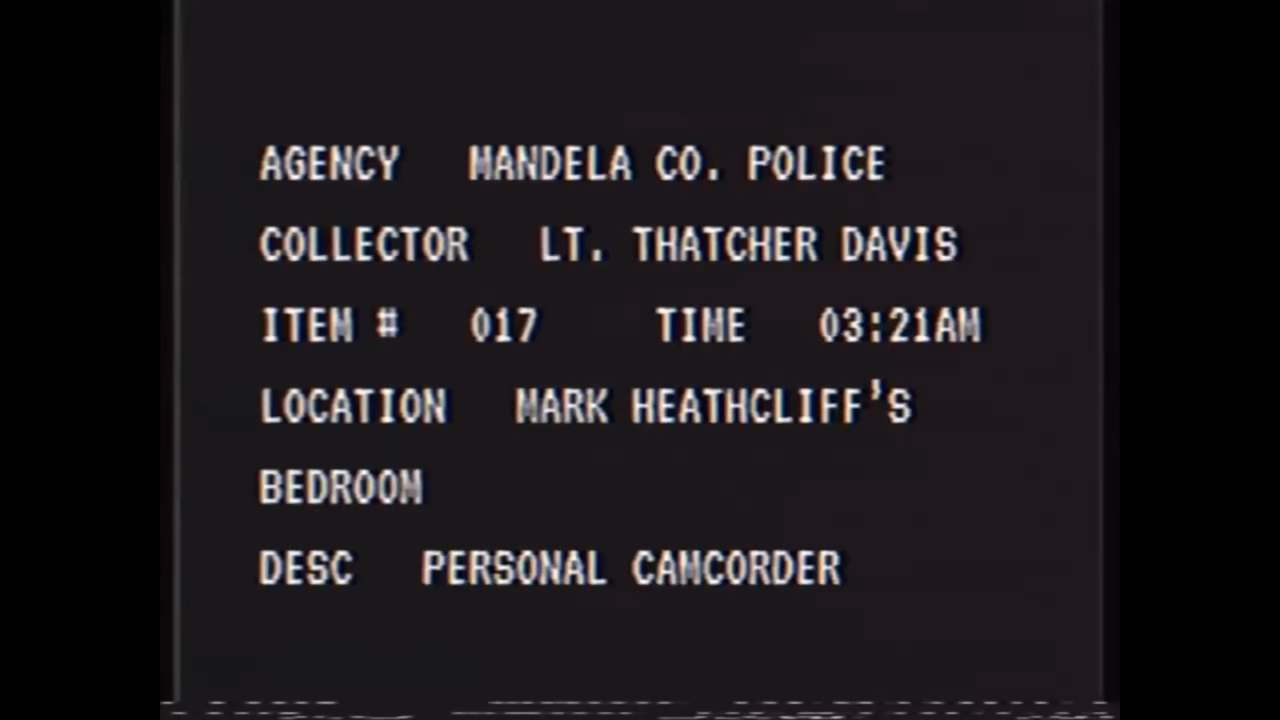 AGENCY MANDELA CO. POLICE
COLLECTOR LT. THATCHER DAVIS
ITEM # 017 TIME 03:21AM
LOCATION MARK HEATHCLIFF'S
BEDROOM
DESC PERSONAL CAMCORDER